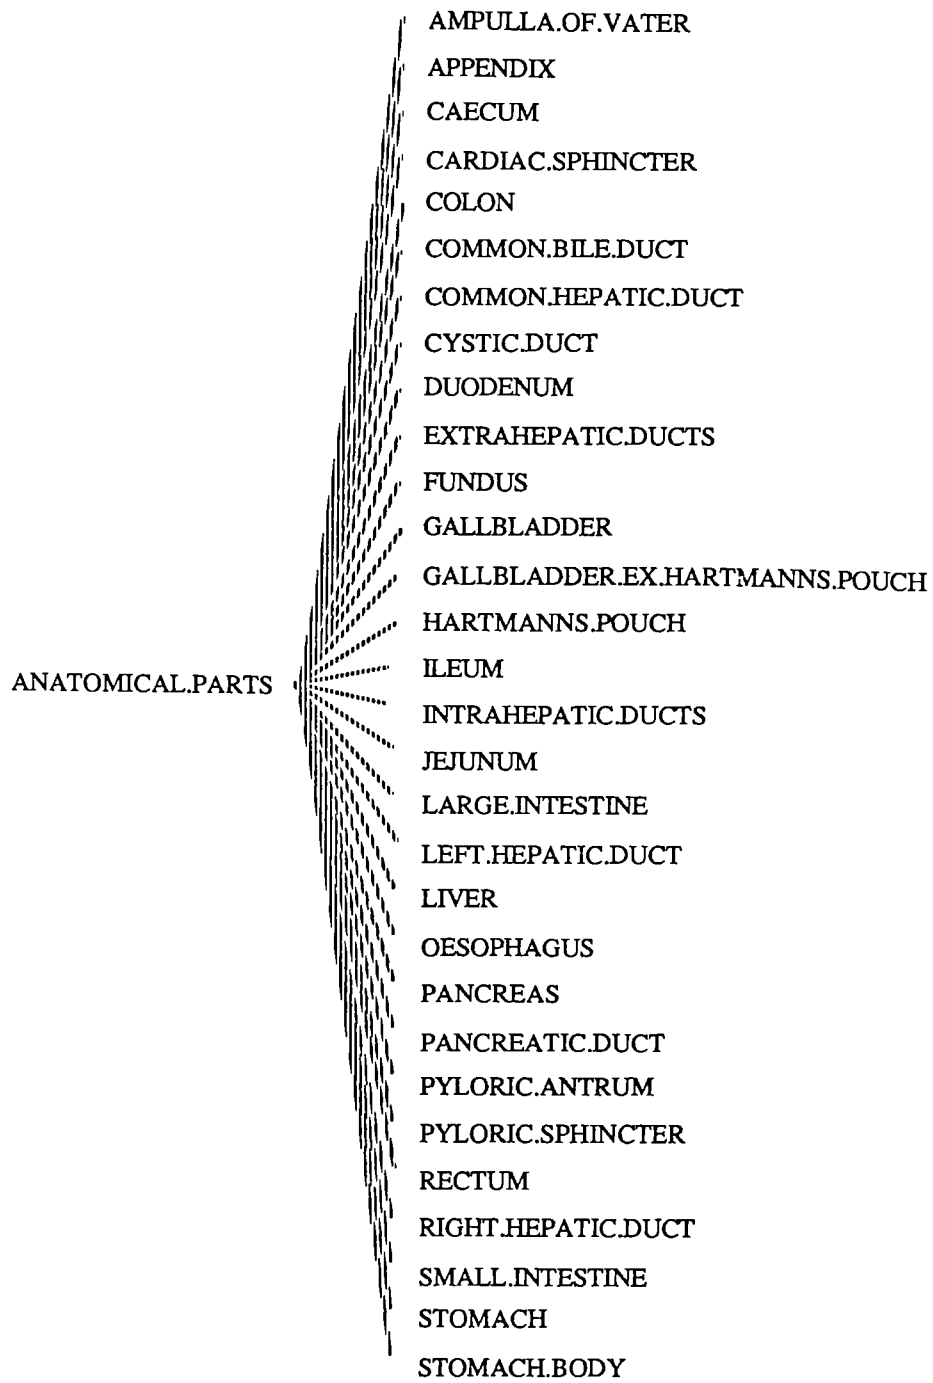 AMPULLA.OF.VATER
APPENDIX
CAECUM
CARDIAC.SPHINCTER
COLON
COMMON.BILE.DUCT
COMMON.HEPATIC.DUCT
CYSTIC.DUCT
DUODENUM
EXTRAHEPATIC.DUCTS
FUNDUS
GALLBLADDER
GALLBLADDER.EX.HARTMANNS.POUCH
HARTMANNS.POUCH
ILEUM
ANATOMICAL.PARTS
INTRAHEPATIC.DUCTS
JEJUNUM
LARGE.INTESTINE
LEFT.HEPATIC.DUCT
LIVER
OESOPHAGUS
PANCREAS
PANCREATIC.DUCT
PYLORIC.ANTRUM
PYLORIC.SPHINCTER
RECTUM
RIGHT.HEPATIC.DUCT
SMALL.INTESTINE
STOMACH
STOMACH.BODY